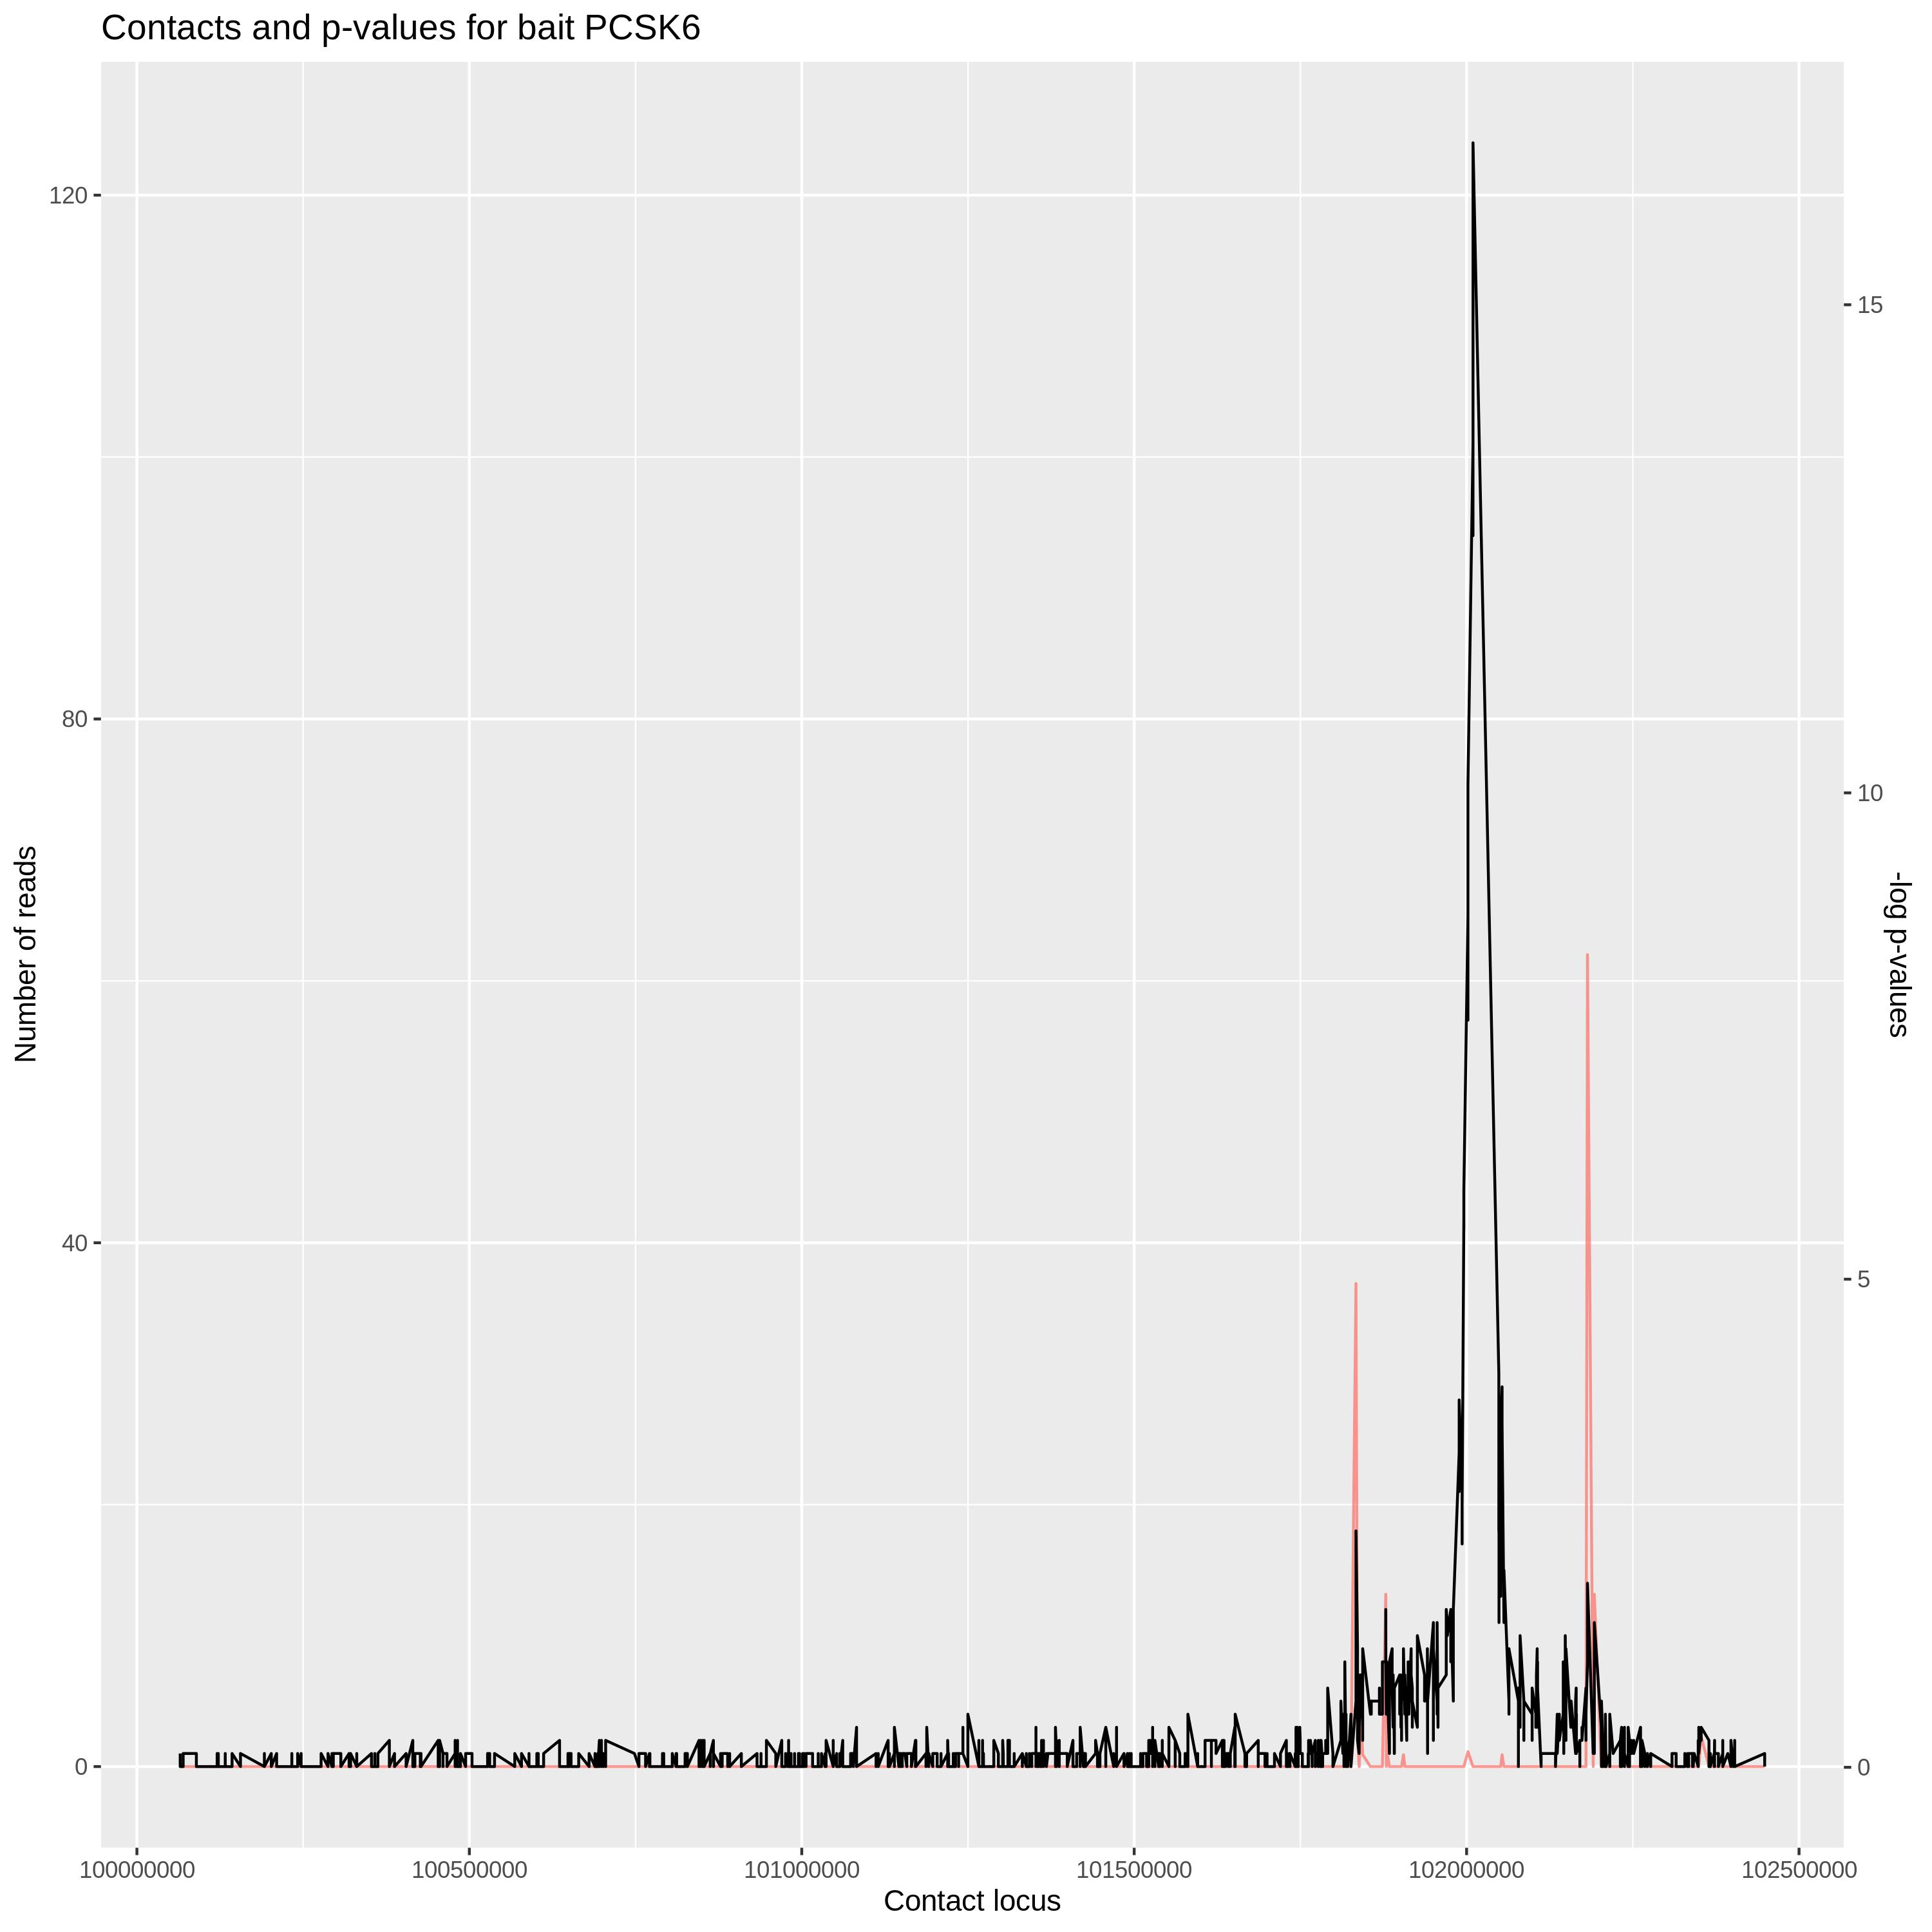 Contacts and p-values for bait PCSK6
120
80
40
0
Number of reads
15
10
5
0
-log p-values
100000000 100500000 101000000 101500000 102000000 102500000
Contact locus